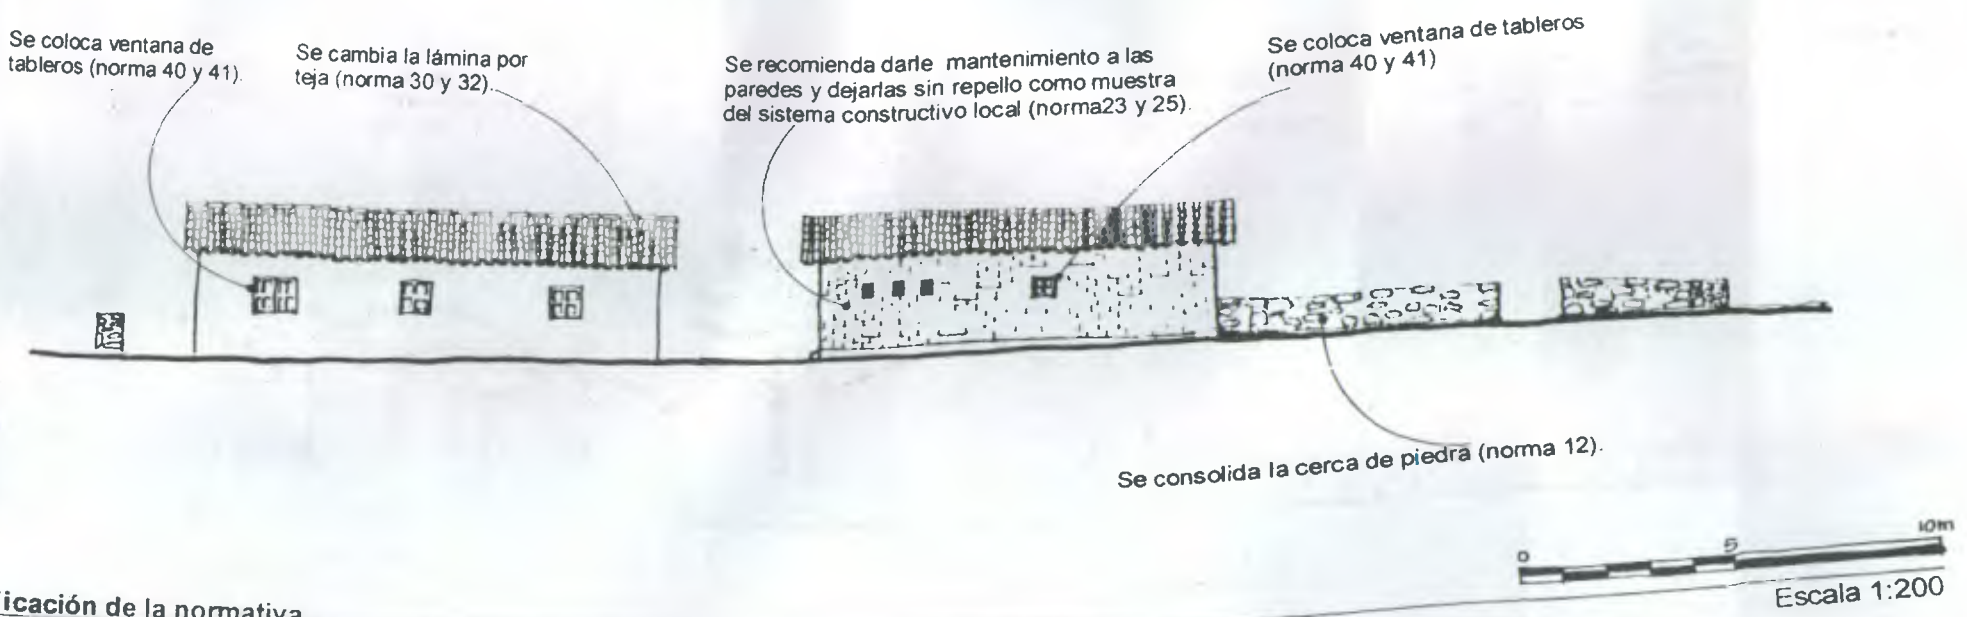 Se coloca ventana de
tableros (norma 40 y 41).
Se cambia la lámina por
teja (norma 30 y 32).
Se recomienda darle mantenimiento a las
paredes y dejarlas sin repello como muestra
del sistema constructivo local (norma23 y 25).
Se coloca ventana de tableros
(norma 40 y 41)
Se consolida la cerca de piedra (norma 12).
0 5 10m
Escala 1:200
icación de la normativa